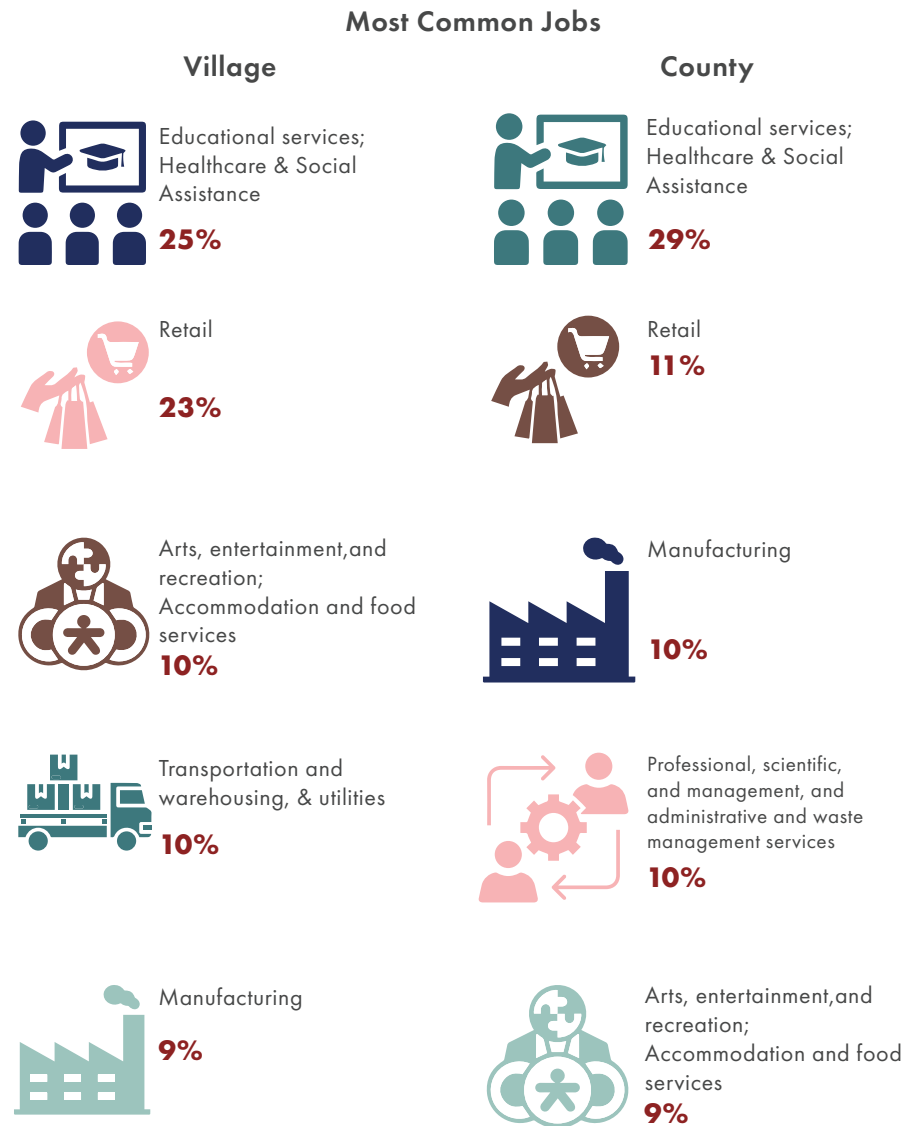 Most Common Jobs
Village
Educational services;
Healthcare & Social
Assistance
25%
Retail
23%
Arts, entertainment,and
recreation;
Accommodation and food
services
10%
Transportation and
warehousing, & utilities
10%
Manufacturing
9%
County
Educational services;
Healthcare & Social
Assistance
29%
Retail
11%
Manufacturing
10%
Professional, scientific,
and management, and
administrative and waste
management services
10%
Arts, entertainment,and
recreation;
Accommodation and food
services
9%